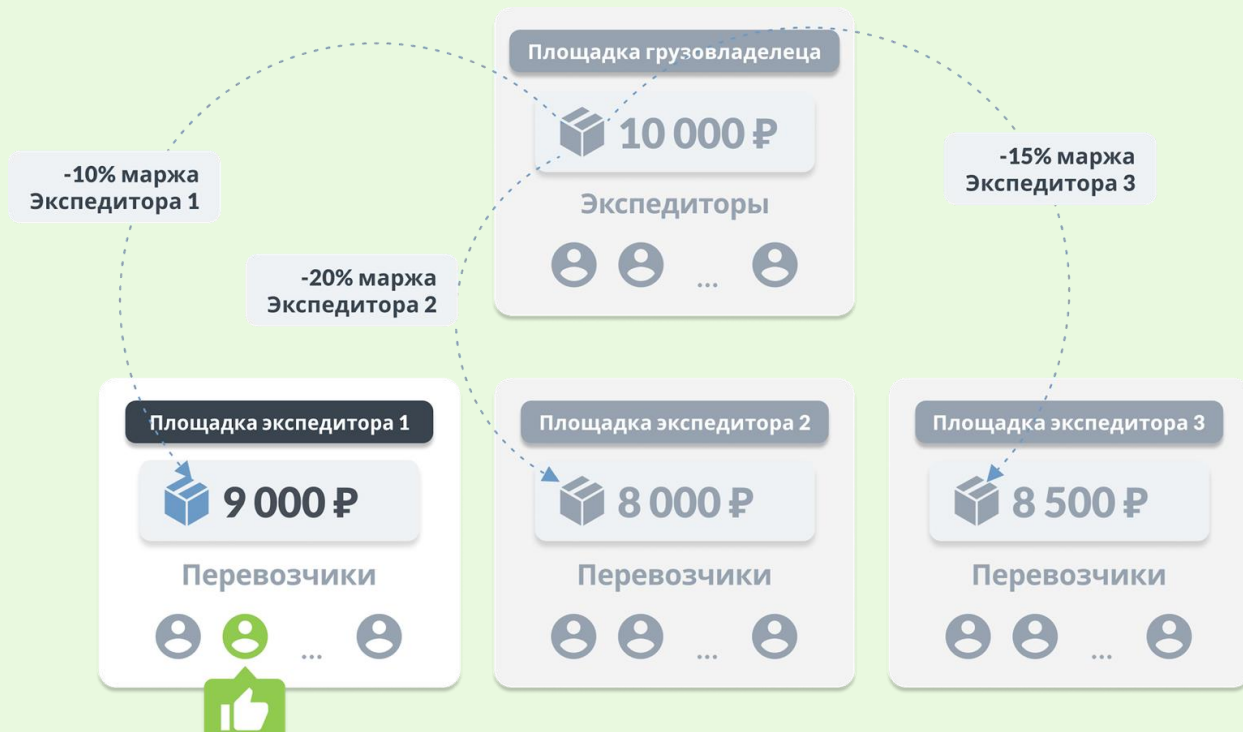 Площадка грузовладелеца
10 000 ₽
Экспедиторы
...
-10% маржа
Экспедитора 1
-20% маржа
Экспедитора 2
-15% маржа
Экспедитора 3
Площадка экспедитора 1
9 000 ₽
Перевозчики
...
Площадка экспедитора 2
8 000 ₽
Перевозчики
...
Площадка экспедитора 3
8 500 ₽
Перевозчики
...